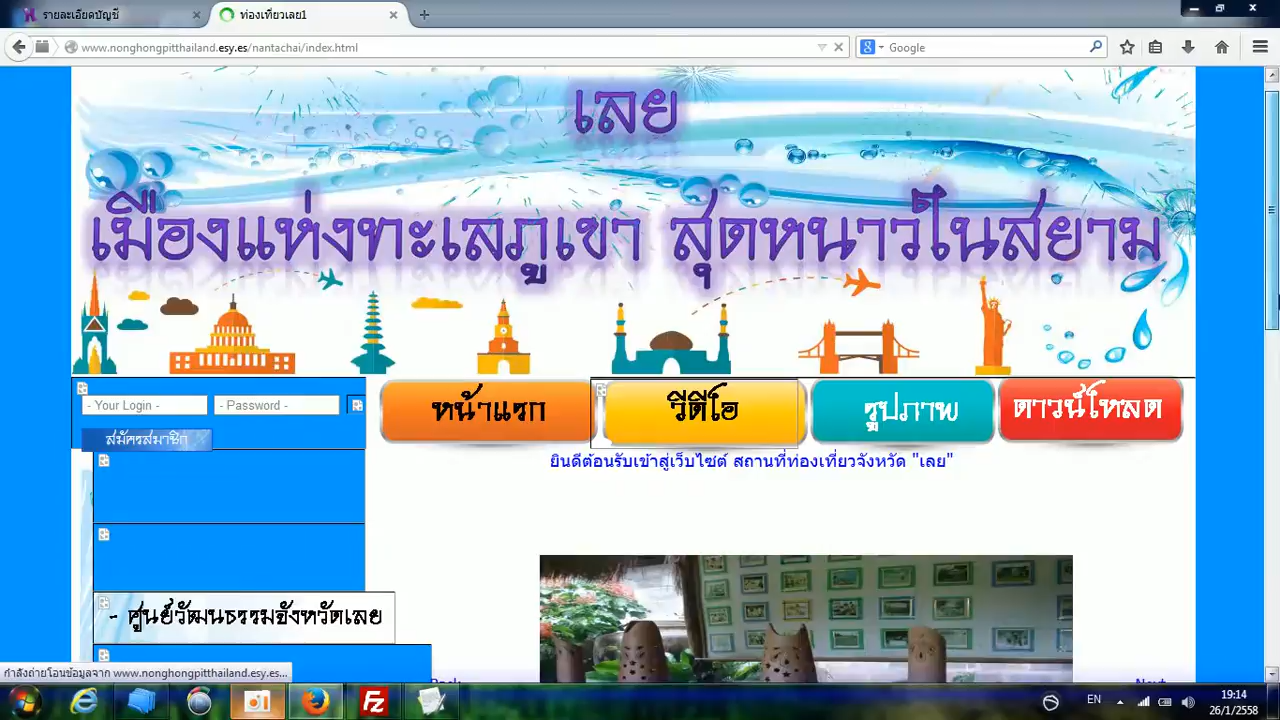 รายละเอียดบัญชี
ท่องเที่ยวเลย1
www.nonghongpitthailand.esy.es/nantachai/index.html
Google
เลย
เมืองแห่งทะเลภูเขา สุดหนาวในสยาม
- Your Login -
- Password -
สมัครสมาชิก
หน้าแรก
วีดีโอ
รูปภาพ
ดาวน์โหลด
ยินดีต้อนรับเข้าสู่เว็บไซต์ สถานที่ท่องเที่ยวจังหวัด "เลย"
- ศูนย์วัฒนธรรมจังหวัดเลย
กำลังถ่ายโอนข้อมูลจาก www.nonghongpitthailand.esy.es...
Back
Next
EN
19:14
26/1/2558